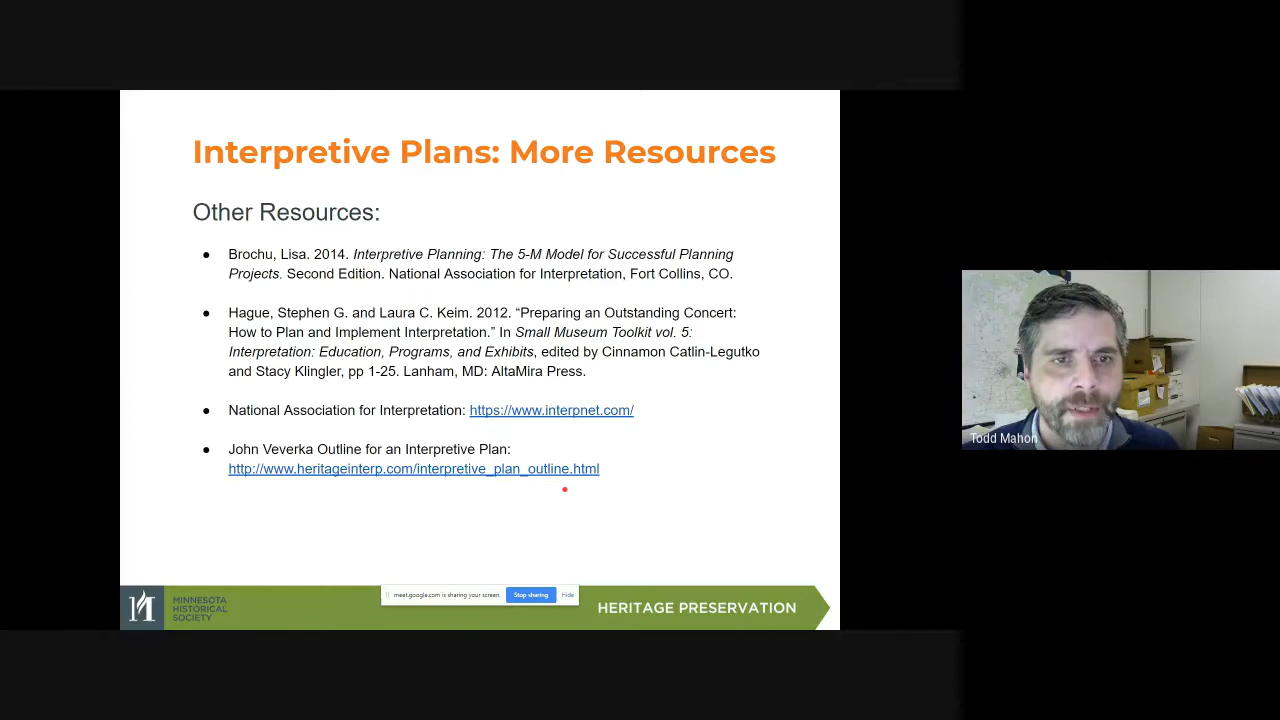 Interpretive Plans: More Resources
Other Resources:
● Brochu, Lisa. 2014. Interpretive Planning: The 5-M Model for Successful Planning
Projects. Second Edition. National Association for Interpretation, Fort Collins, CO.
● Hague, Stephen G. and Laura C. Keim. 2012. “Preparing an Outstanding Concert:
How to Plan and Implement Interpretation.” In Small Museum Toolkit vol. 5:
Interpretation: Education, Programs, and Exhibits, edited by Cinnamon Catlin-Legutko
and Stacy Klingler, pp 1-25. Lanham, MD: AltaMira Press.
● National Association for Interpretation: https://www.interpnet.com/
● John Veverka Outline for an Interpretive Plan:
http://www.heritageinterp.com/interpretive_plan_outline.html
Todd Mahon
MINNESOTA
HISTORICAL
SOCIETY
meet.google.com is sharing your screen. Stop sharing Hide
HERITAGE PRESERVATION